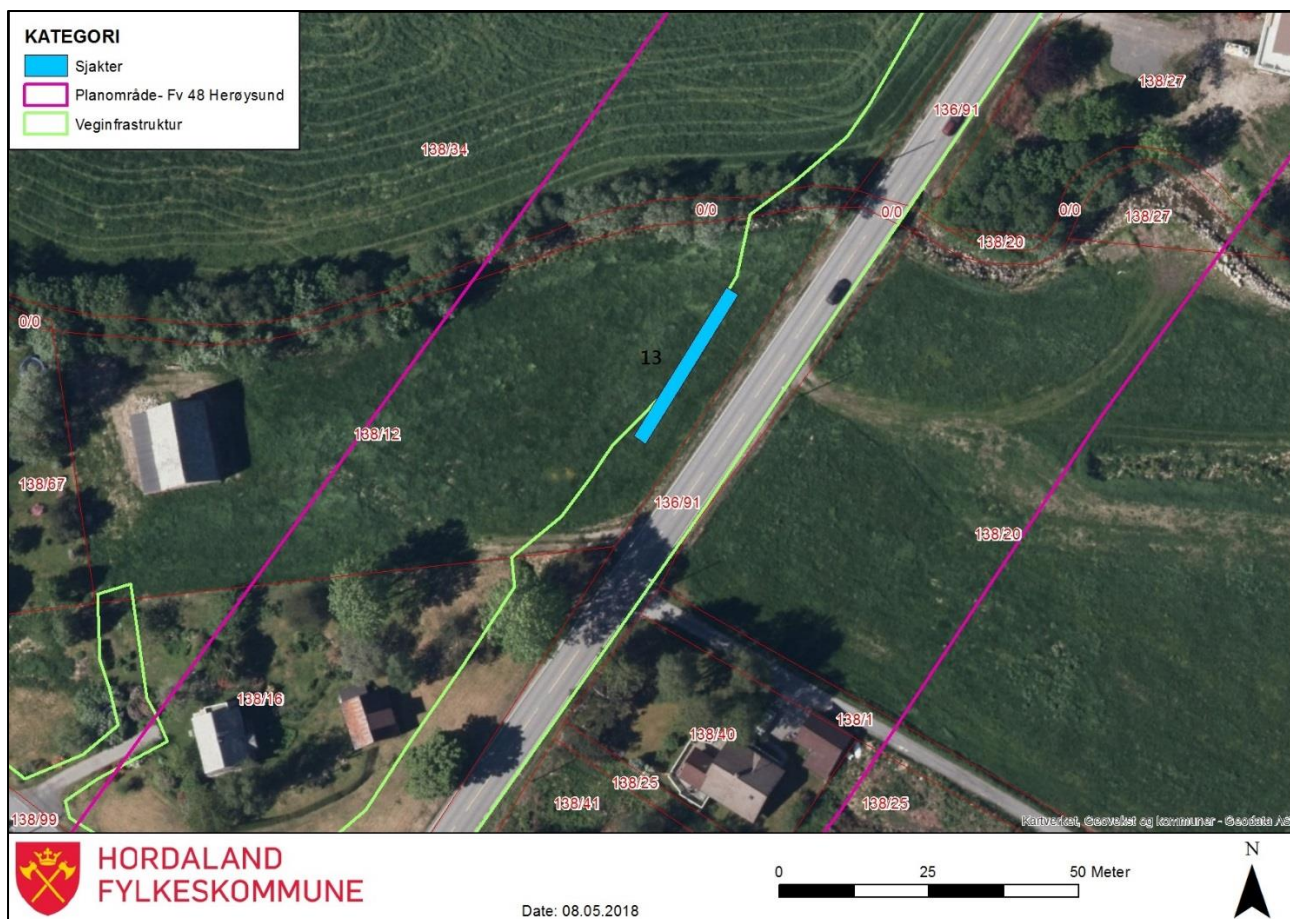 KATEGORI
Sjakter
Planområde- Fv 48 Herøysund
Veginfrastruktur
138/27
136/91
138/34
0/0
0/0
0/0
138/27
138/20
0/0
13
138/12
138/67
136/91
138/20
138/16
138/40
138/1
138/25
138/41
138/25
138/99
Kartverket, Geovekst og kommuner - Geodata AS
HORDALAND
FYLKESKOMMUNE
Date: 08.05.2018
0 25 50 Meter
N